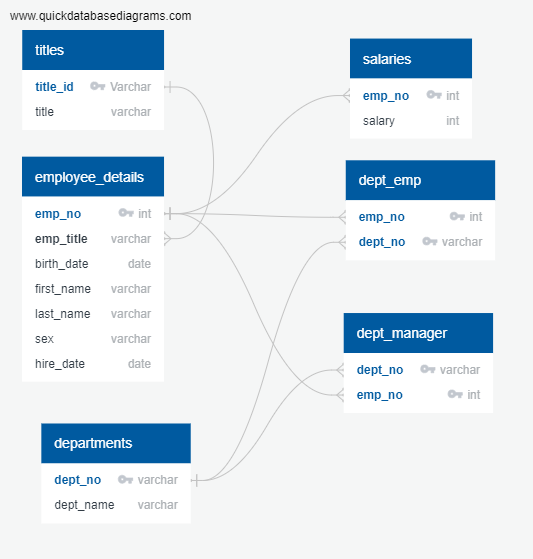 www.quickdatabasediagrams.com
titles
title_id Varchar
title varchar
employee_details
emp_no int
emp_title varchar
birth_date date
first_name varchar
last_name varchar
sex varchar
hire_date date
departments
dept_no varchar
dept_name varchar
salaries
emp_no int
salary int
dept_emp
emp_no int
dept_no varchar
dept_manager
dept_no varchar
emp_no int